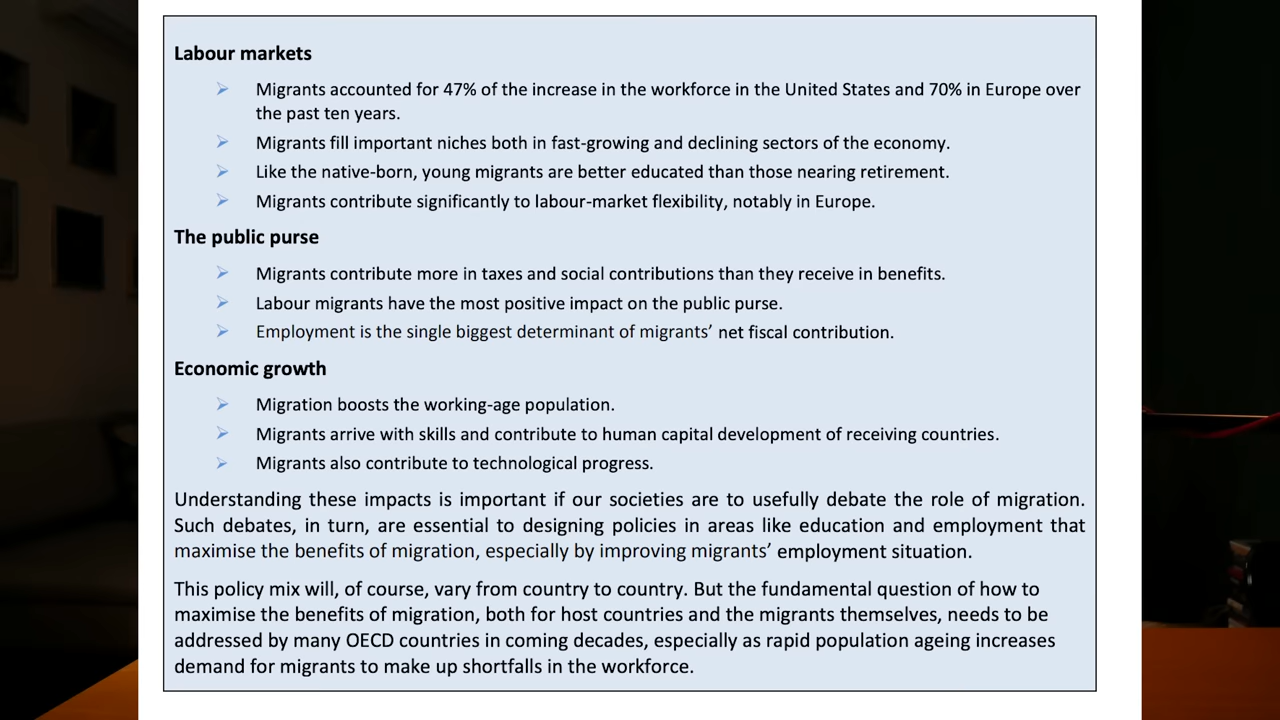 Labour markets
Migrants accounted for 47% of the increase in the workforce in the United States and 70% in Europe over
the past ten years.
Migrants fill important niches both in fast-growing and declining sectors of the economy.
Like the native-born, young migrants are better educated than those nearing retirement.
Migrants contribute significantly to labour-market flexibility, notably in Europe.
The public purse
Migrants contribute more in taxes and social contributions than they receive in benefits.
Labour migrants have the most positive impact on the public purse.
Employment is the single biggest determinant of migrants’ net fiscal contribution.
Economic growth
Migration boosts the working-age population.
Migrants arrive with skills and contribute to human capital development of receiving countries.
Migrants also contribute to technological progress.
Understanding these impacts is important if our societies are to usefully debate the role of migration.
Such debates, in turn, are essential to designing policies in areas like education and employment that
maximise the benefits of migration, especially by improving migrants’ employment situation.
This policy mix will, of course, vary from country to country. But the fundamental question of how to
maximise the benefits of migration, both for host countries and the migrants themselves, needs to be
addressed by many OECD countries in coming decades, especially as rapid population ageing increases
demand for migrants to make up shortfalls in the workforce.